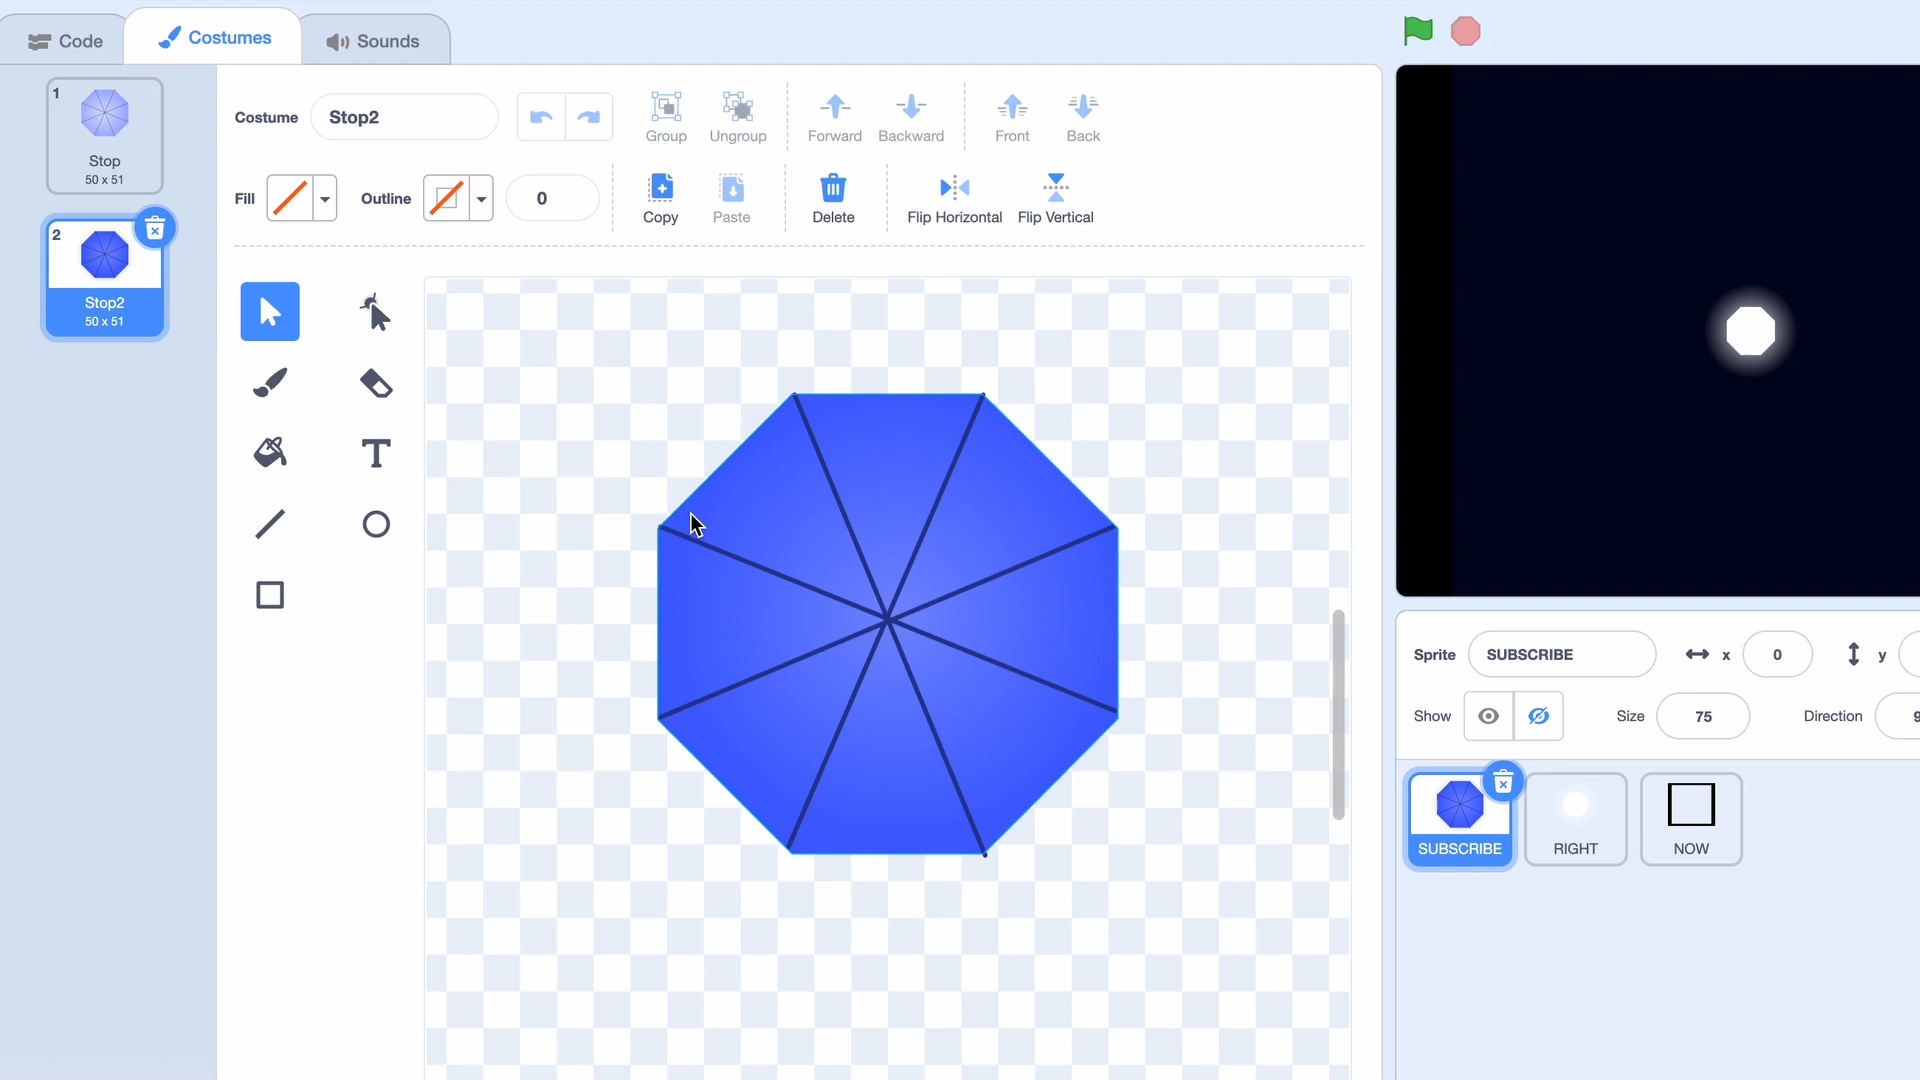 Code
Costumes
Sounds
1
Stop
50 x 51
2
Stop2
50 x 51
Costume
Stop2
Group
Ungroup
Forward
Backward
Front
Back
Fill
Outline
0
Copy
Paste
Delete
Flip Horizontal
Flip Vertical
T
Sprite
SUBSCRIBE
x
0
y
Show
Size
75
Direction
9
SUBSCRIBE
RIGHT
NOW